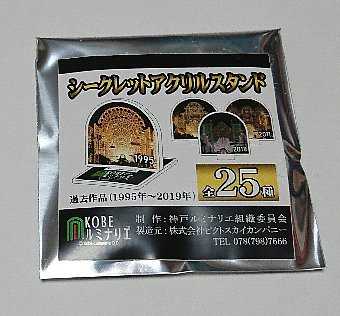 シークレットアクリルスタンド
1995
2018
2011
過去作品（1995年～2019年）
全25種
KOBE
ルミナリエ
制 作：神戸ルミナリエ組織委員会
製造元：株式会社ピクトスカイカンパニー
TEL 078(798)7666